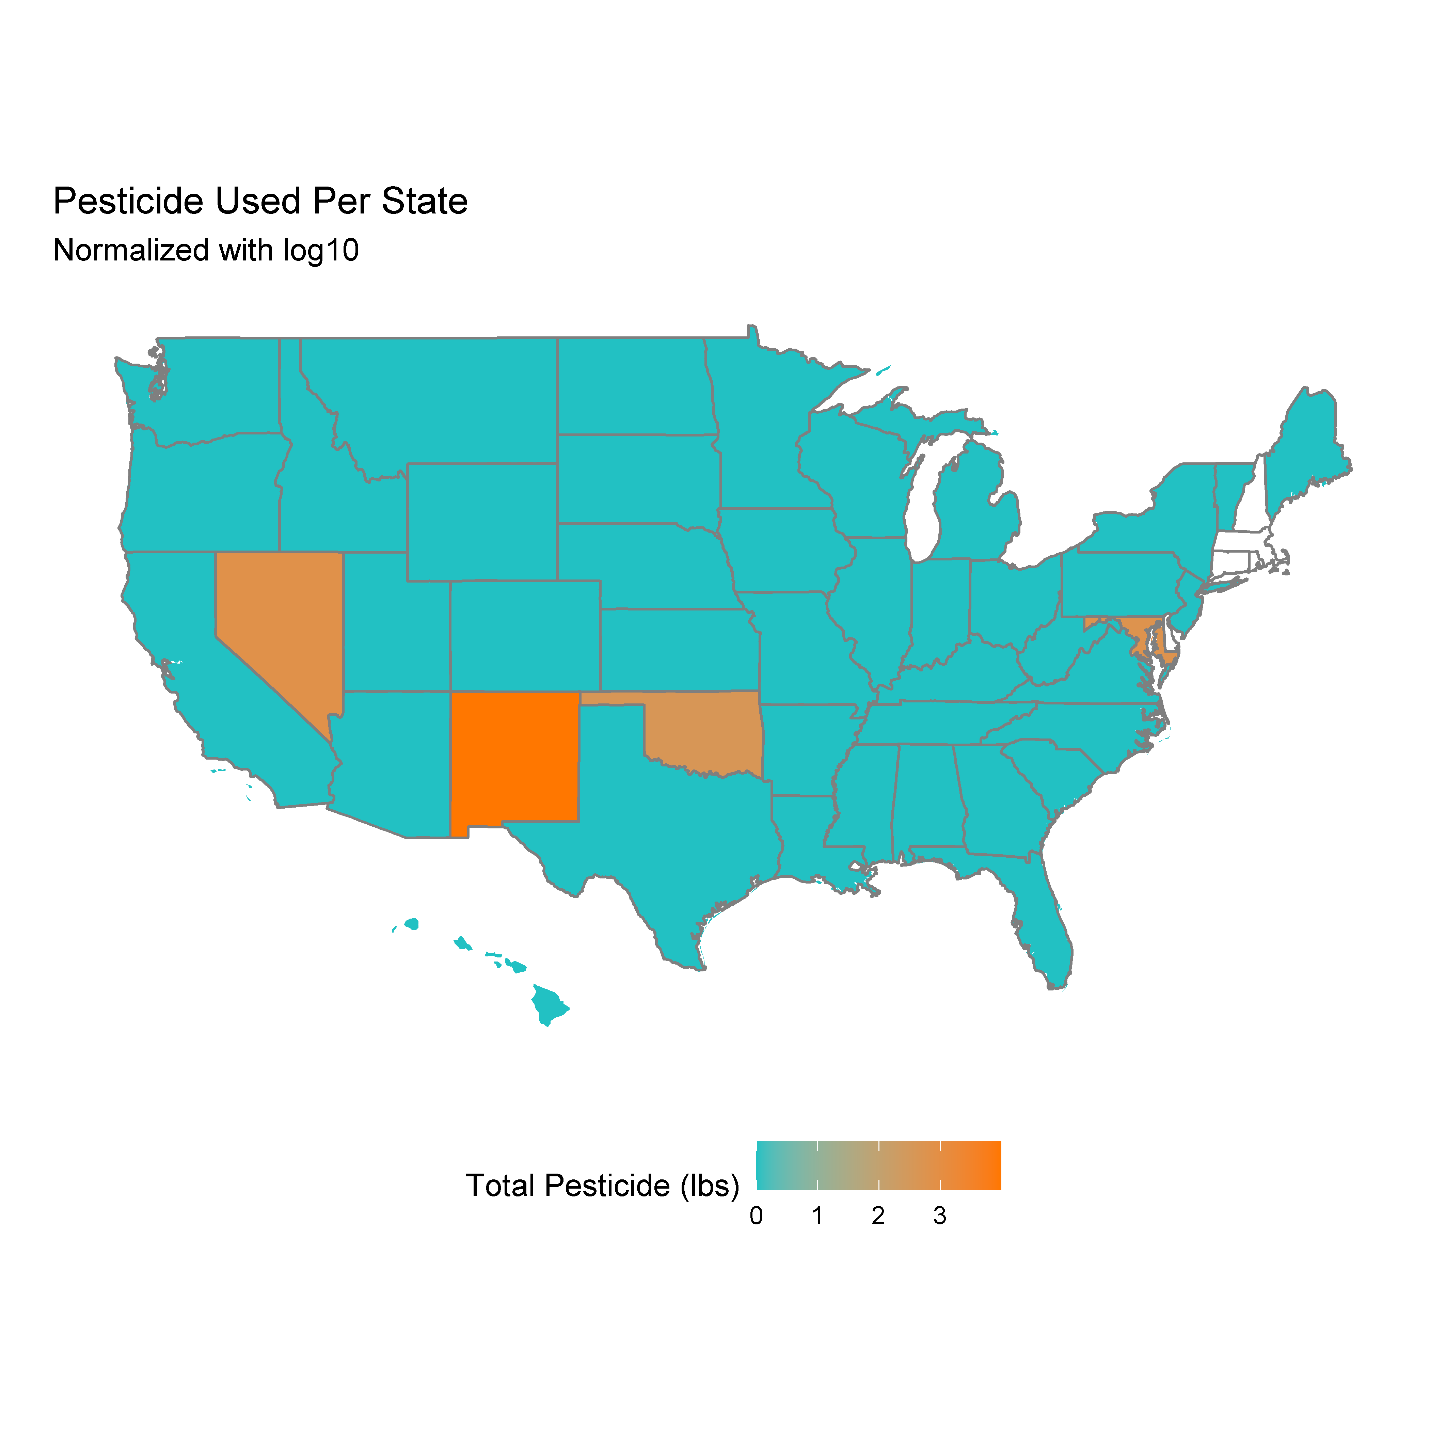 Pesticide Used Per State
Normalized with log10
Total Pesticide (lbs)
0 1 2 3